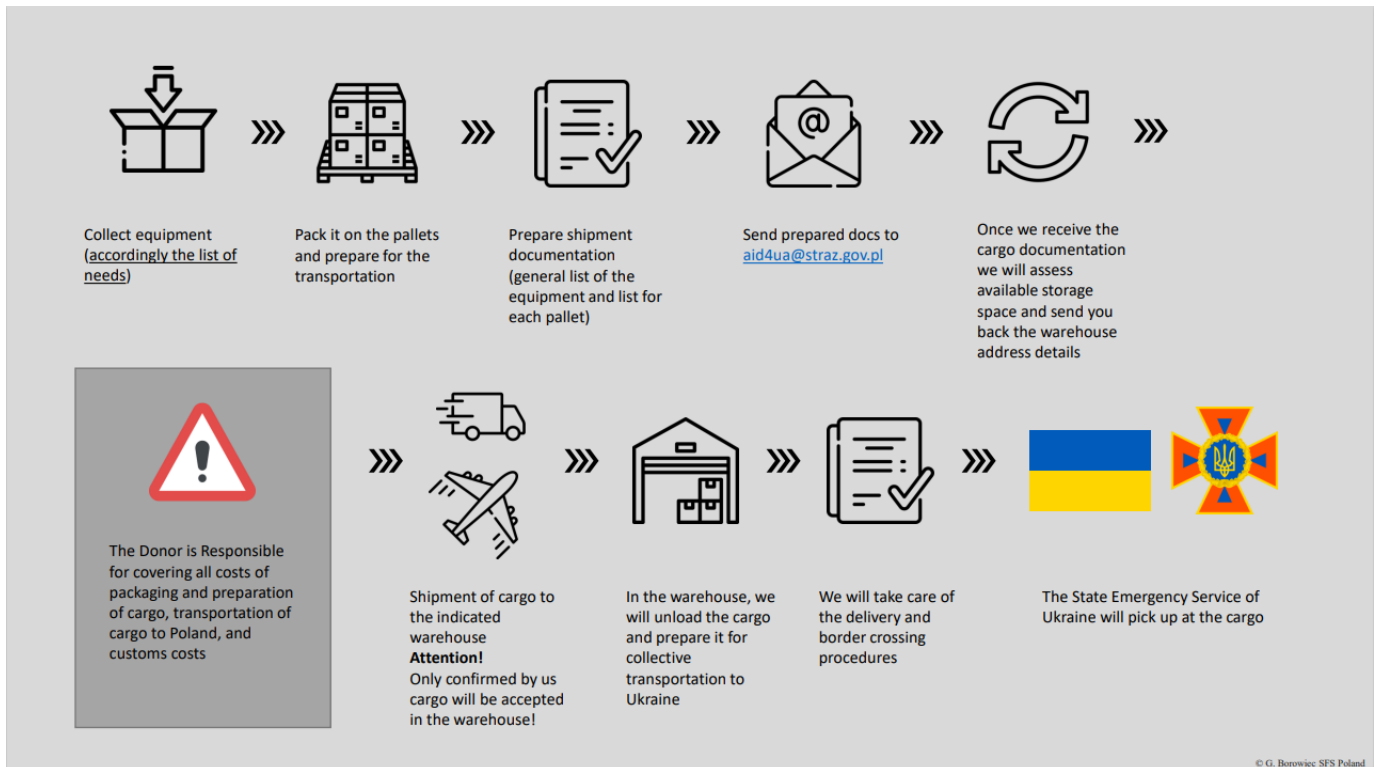 Collect equipment
(accordingly the list of
needs)
Pack it on the pallets
and prepare for the
transportation
Prepare shipment
documentation
(general list of the
equipment and list for
each pallet)
Send prepared docs to
aid4ua@straz.gov.pl
Once we receive the
cargo documentation
we will assess
available storage
space and send you
back the warehouse
address details
The Donor is Responsible
for covering all costs of
packaging and preparation
of cargo, transportation of
cargo to Poland, and
customs costs
Shipment of cargo to
the indicated
warehouse
Attention!
Only confirmed by us
cargo will be accepted
in the warehouse!
In the warehouse, we
will unload the cargo
and prepare it for
collective
transportation to
Ukraine
We will take care of
the delivery and
border crossing
procedures
The State Emergency Service of
Ukraine will pick up at the cargo
© G. Borowiec SFS Poland